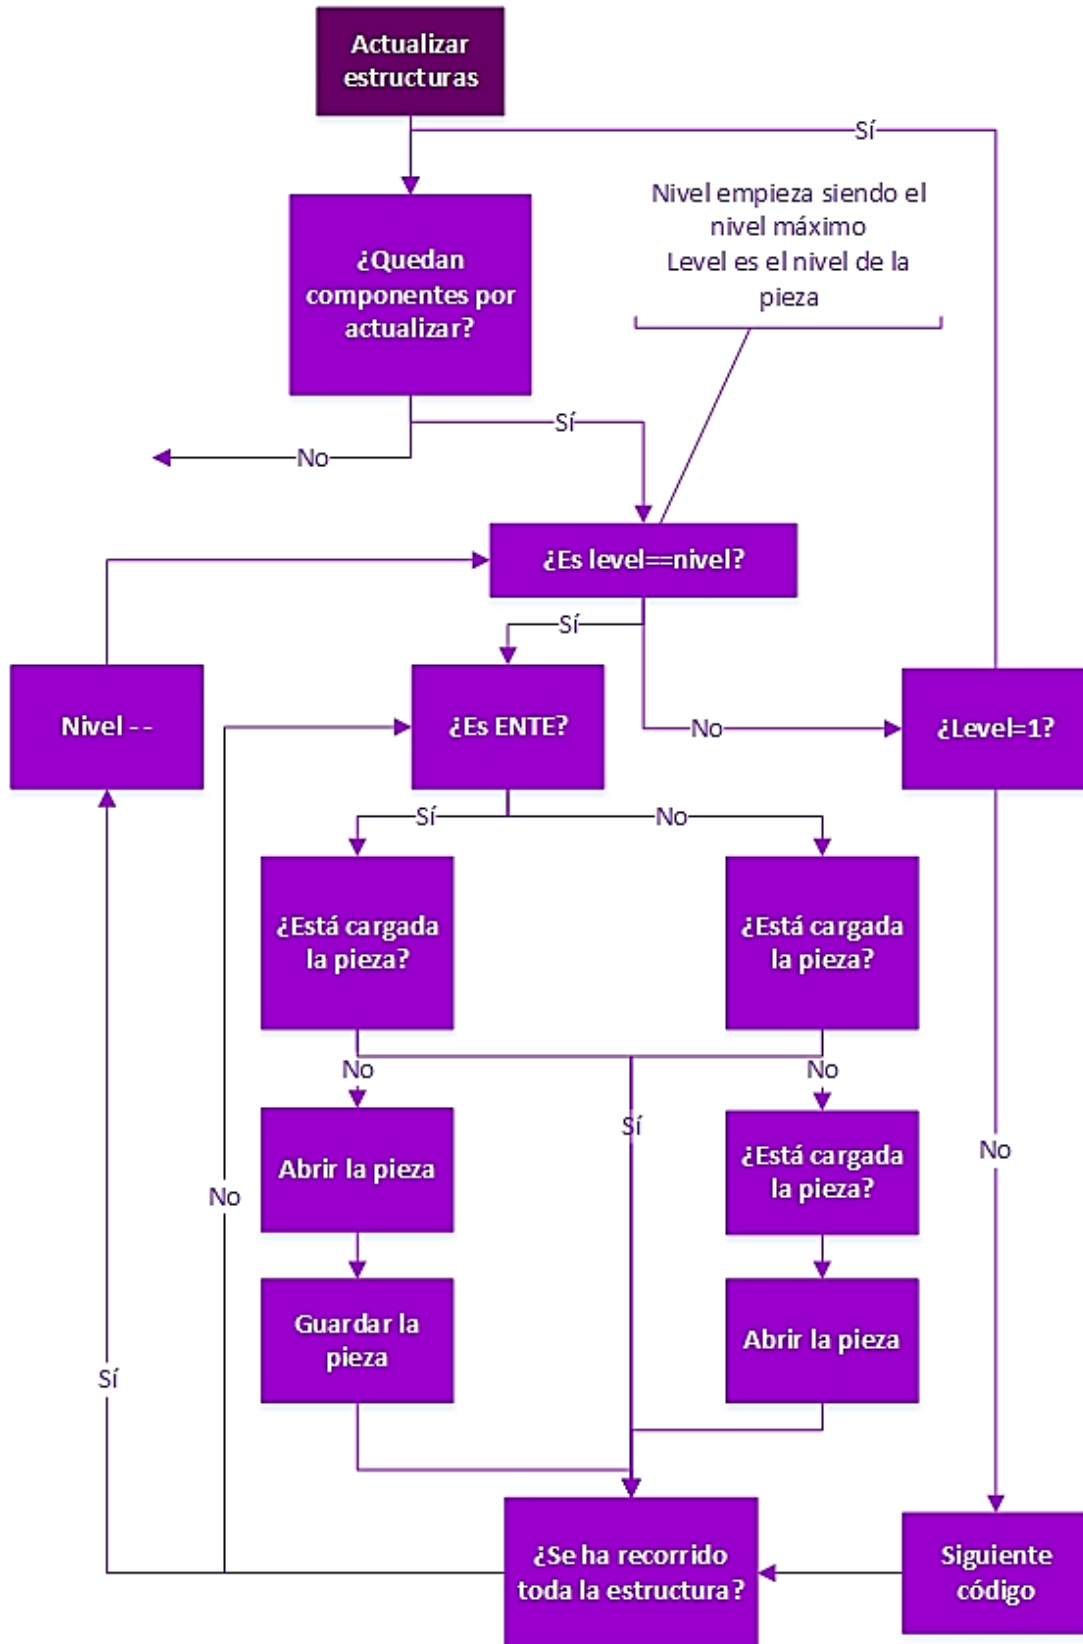 Actualizar
estructuras
Sí
Nivel empieza siendo el
nivel máximo
Level es el nivel de la
pieza
¿Quedan
componentes por
actualizar?
Sí
No
¿Es level==nivel?
Sí
Nivel --
¿Es ENTE?
No
¿Level=1?
Sí
No
¿Está cargada
la pieza?
¿Está cargada
la pieza?
No
No
Sí
Abrir la pieza
¿Está cargada
la pieza?
No
No
Guardar la
pieza
Abrir la pieza
Sí
¿Se ha recorrido
toda la estructura?
Siguiente
código